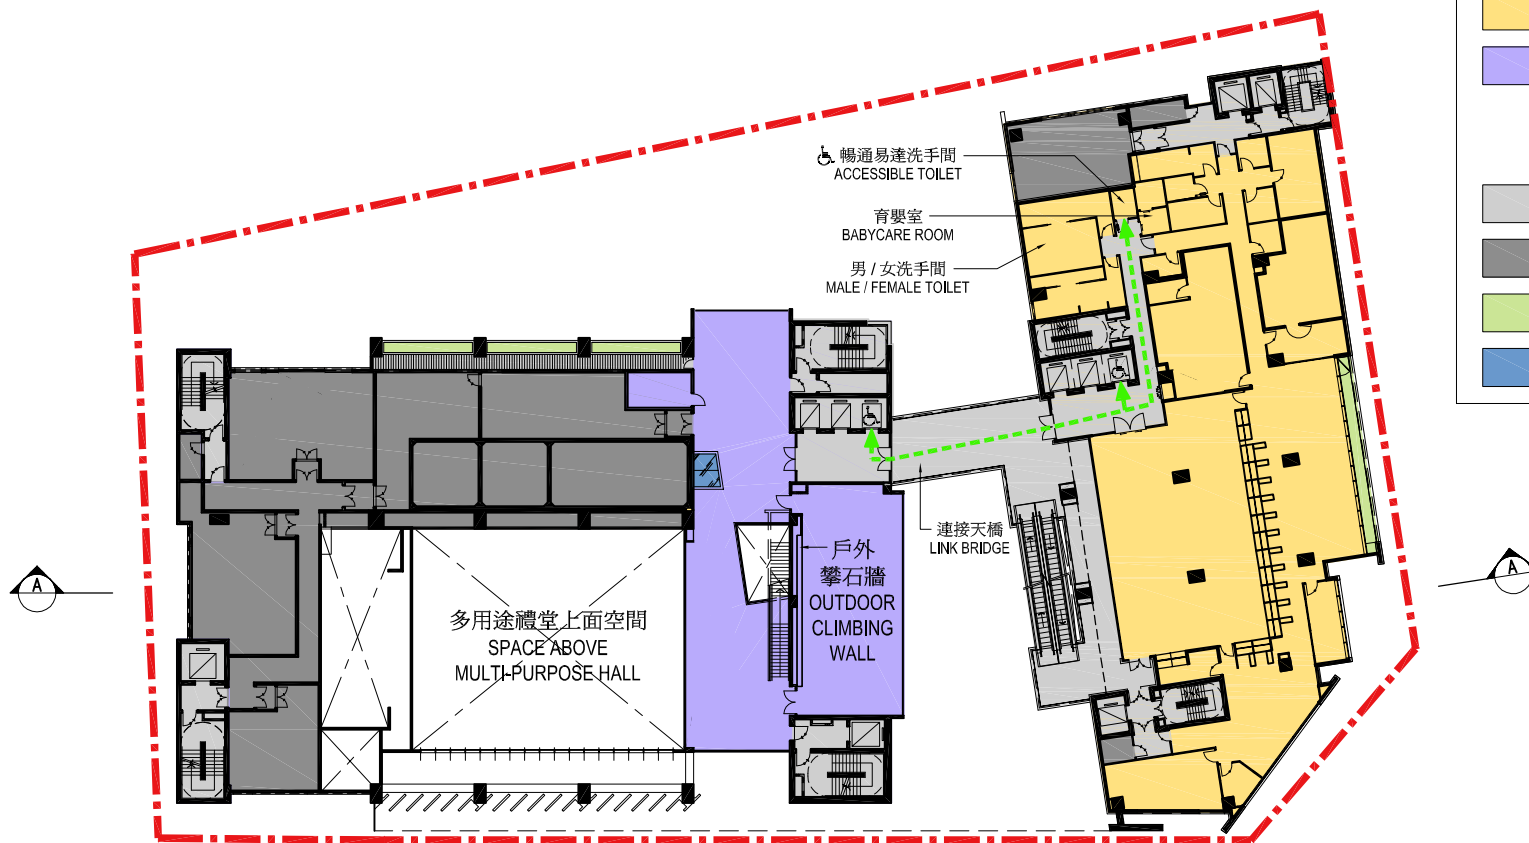 暢通易達洗手間
ACCESSIBLE TOILET
育嬰室
BABYCARE ROOM
男 / 女洗手間
MALE / FEMALE TOILET
連接天橋
LINK BRIDGE
戶外
攀石牆
OUTDOOR
CLIMBING
WALL
多用途禮堂上面空間
SPACE ABOVE
MULTI-PURPOSE HALL
A
A